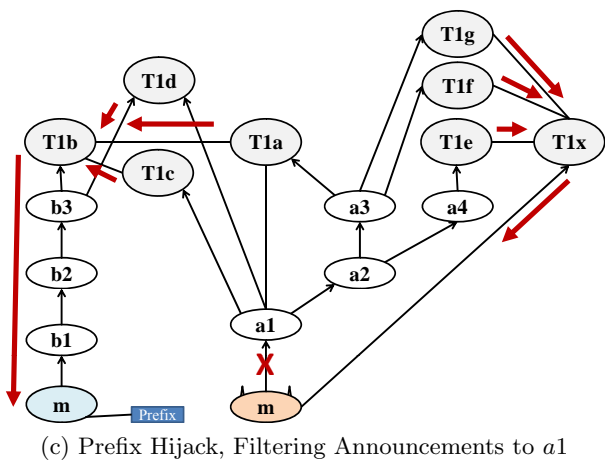 T1g
T1d
T1f
T1b
T1a
T1e
T1x
T1c
b3
a3
a4
b2
a2
a1
b1
X
m
Prefix
m
(c) Prefix Hijack, Filtering Announcements to a1